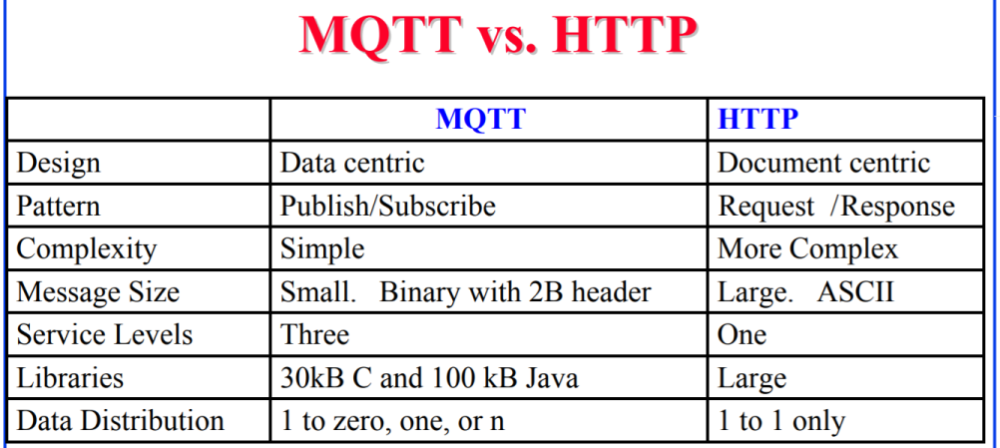 MQTT vs. HTTP
MQTT HTTP
Design Data centric Document centric
Pattern Publish/Subscribe Request /Response
Complexity Simple More Complex
Message Size Small. Binary with 2B header Large. ASCII
Service Levels Three One
Libraries 30kB C and 100 kB Java Large
Data Distribution 1 to zero, one, or n 1 to 1 only